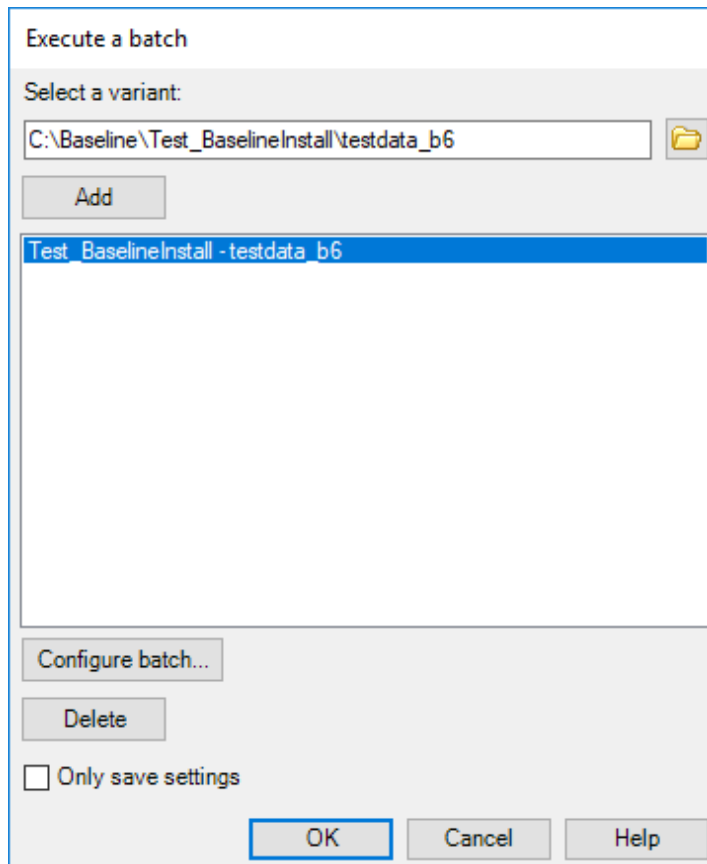 Execute a batch
Select a variant:
C:\Baseline\Test_BaselineInstall\testdata_b6
Add
Test_BaselineInstall - testdata_b6
Configure batch...
Delete
Only save settings
OK Cancel Help